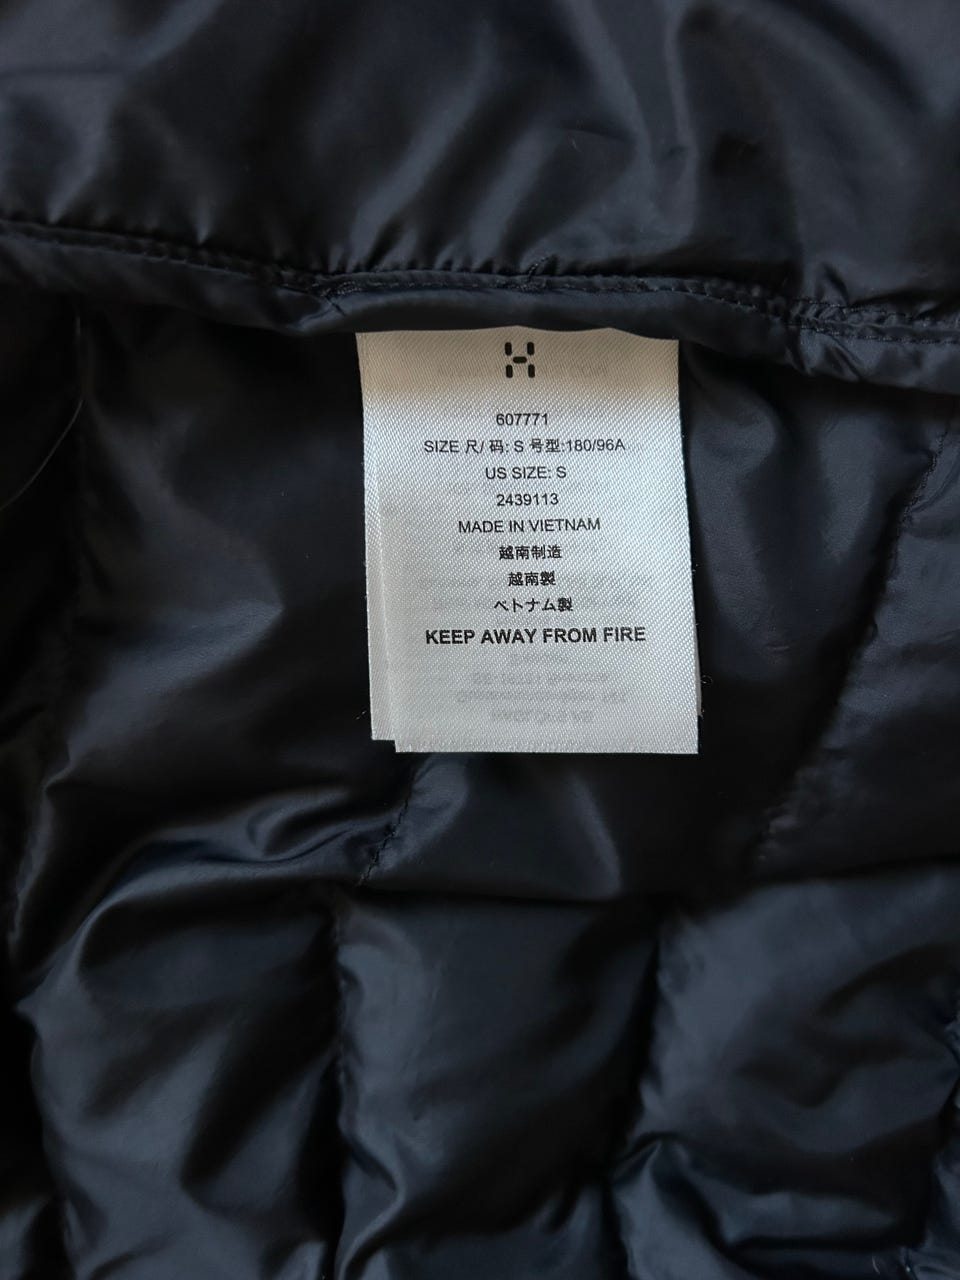 607771
SIZE 尺/ 码: S 号型:180/96A
US SIZE: S
2439113
MADE IN VIETNAM
越南制造
越南製
ベトナム製
KEEP AWAY FROM FIRE